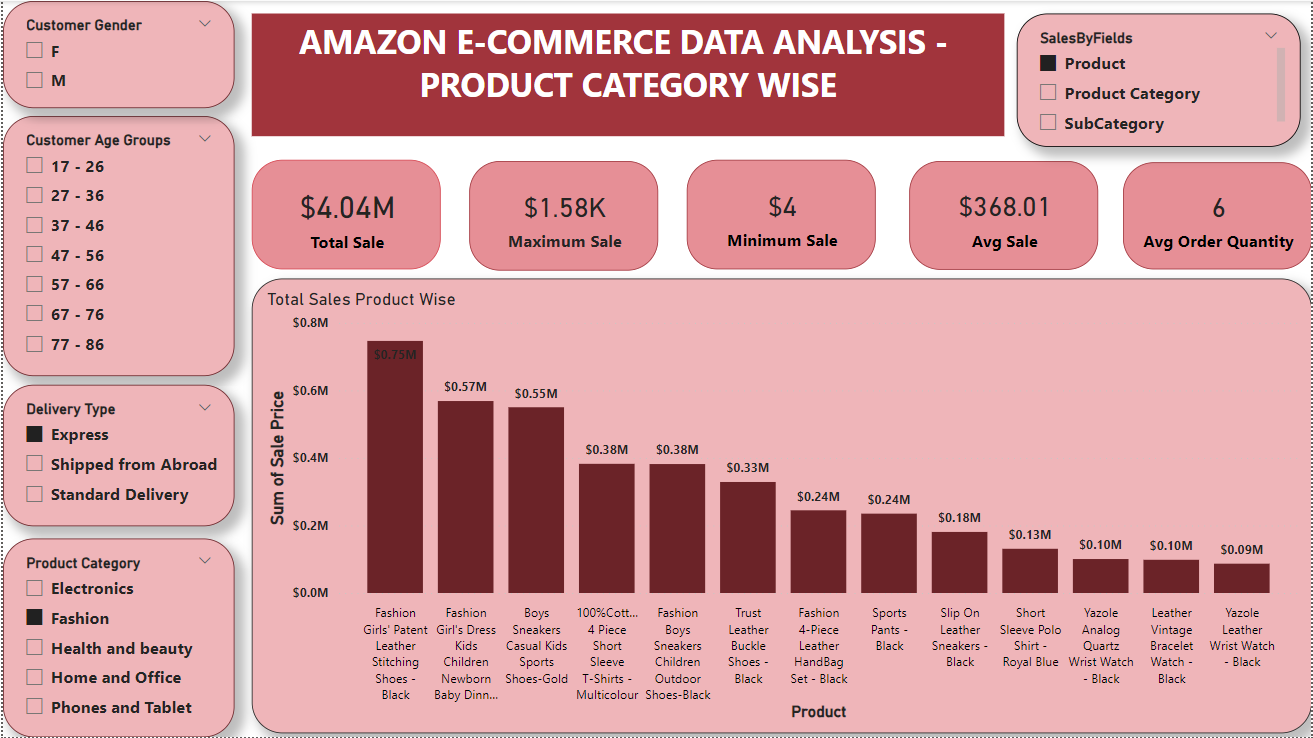 Customer Gender
F
M
Customer Age Groups
17 - 26
27 - 36
37 - 46
47 - 56
57 - 66
67 - 76
77 - 86
Delivery Type
Express
Shipped from Abroad
Standard Delivery
Product Category
Electronics
Fashion
Health and beauty
Home and Office
Phones and Tablet
AMAZON E-COMMERCE DATA ANALYSIS -
PRODUCT CATEGORY WISE
SalesByFields
Product
Product Category
SubCategory
$4.04M
Total Sale
$1.58K
Maximum Sale
$4
Minimum Sale
$368.01
Avg Sale
6
Avg Order Quantity
Total Sales Product Wise
Sum of Sale Price
$0.8M
$0.6M
$0.4M
$0.2M
$0.0M
$0.75M
$0.57M
$0.55M
$0.38M
$0.38M
$0.33M
$0.24M
$0.24M
$0.18M
$0.13M
$0.10M
$0.10M
$0.09M
Fashion
Girls' Patent
Leather
Stitching
Shoes -
Black
Fashion
Girl's Dress
Kids
Children
Newborn
Baby Dinn...
Boys
Sneakers
Casual Kids
Sports
Shoes-Gold
100%Cott...
4 Piece
Short
Sleeve
T-Shirts -
Multicolour
Fashion
Boys
Sneakers
Children
Outdoor
Shoes-Black
Trust
Leather
Buckle
Shoes -
Black
Fashion
4-Piece
Leather
HandBag
Set - Black
Sports
Pants -
Black
Slip On
Leather
Sneakers -
Black
Short
Sleeve Polo
Shirt -
Royal Blue
Yazole
Analog
Quartz
Wrist Watch
- Black
Leather
Vintage
Bracelet
Watch -
Black
Yazole
Leather
Wrist Watch
- Black
Product